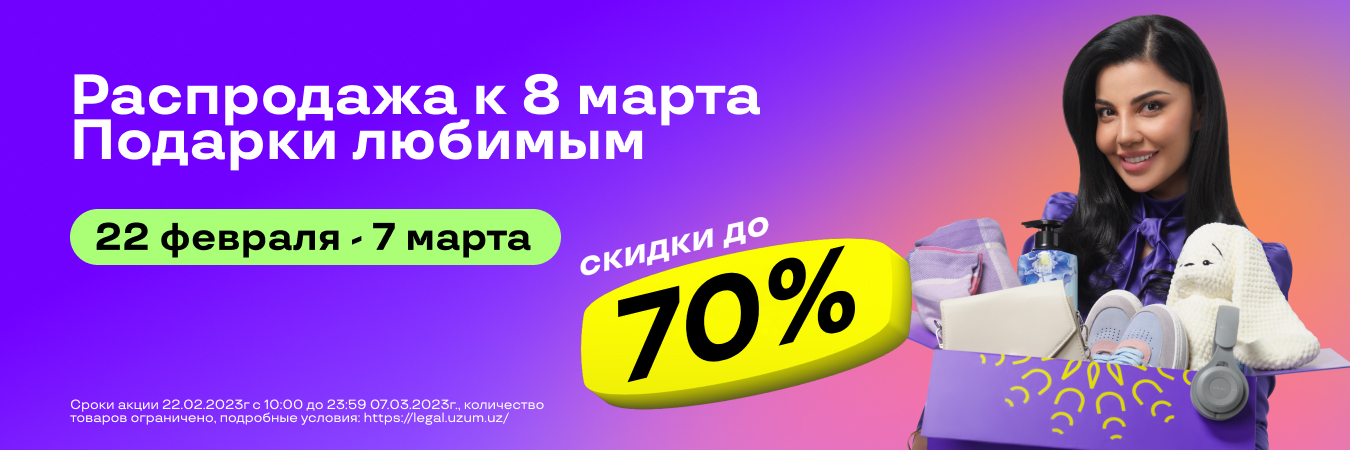 Распродажа к 8 марта
Подарки любимым
22 февраля - 7 марта
скидки до
70%
Сроки акции 22.02.2023г с 10:00 до 23:59 07.03.2023г., количество
товаров ограничено, подробные условия: https://legal.uzum.uz/